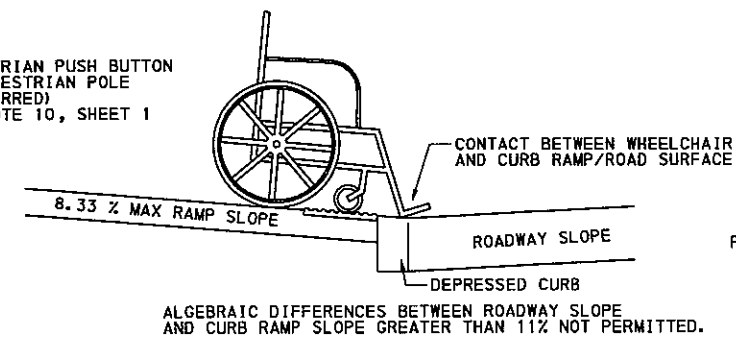 RIAN PUSH BUTTON
ESTRIAN POLE
RRED)
TE 10, SHEET 1
CONTACT BETWEEN WHEELCHAIR
AND CURB RAMP/ROAD SURFACE
8.33 % MAX RAMP SLOPE
ROADWAY SLOPE
DEPRESSED CURB
ALGEBRAIC DIFFERENCES BETWEEN ROADWAY SLOPE
AND CURB RAMP SLOPE GREATER THAN 11% NOT PERMITTED.